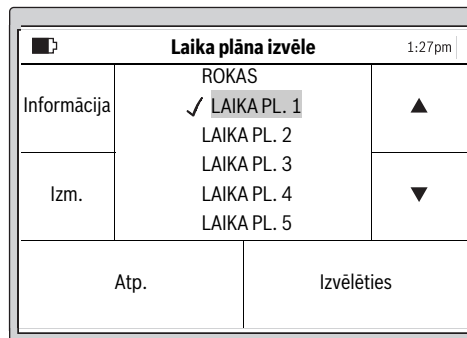 Laika plāna izvēle 1:27pm
Informācija
Izm.
ROKAS
LAIKA PL. 1
LAIKA PL. 2
LAIKA PL. 3
LAIKA PL. 4
LAIKA PL. 5
Atp. Izvēlēties